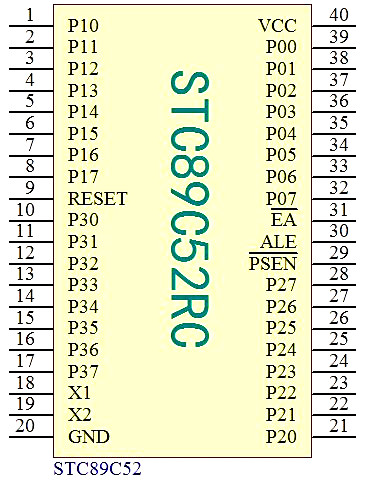 1 P10 VCC 40
2 P11 P00 39
3 P12 P01 38
4 P13 P02 37
5 P14 P03 36
6 P15 P04 35
7 P16 P05 34
8 P17 P06 33
9 RESET P07 32
10 P30 EA 31
11 P31 ALE 30
12 P32 PSEN 29
13 P33 P27 28
14 P34 P26 27
15 P35 P25 26
16 P36 P24 25
17 P37 P23 24
18 X1 P22 23
19 X2 P21 22
20 GND P20 21
STC89C52RC
STC89C52